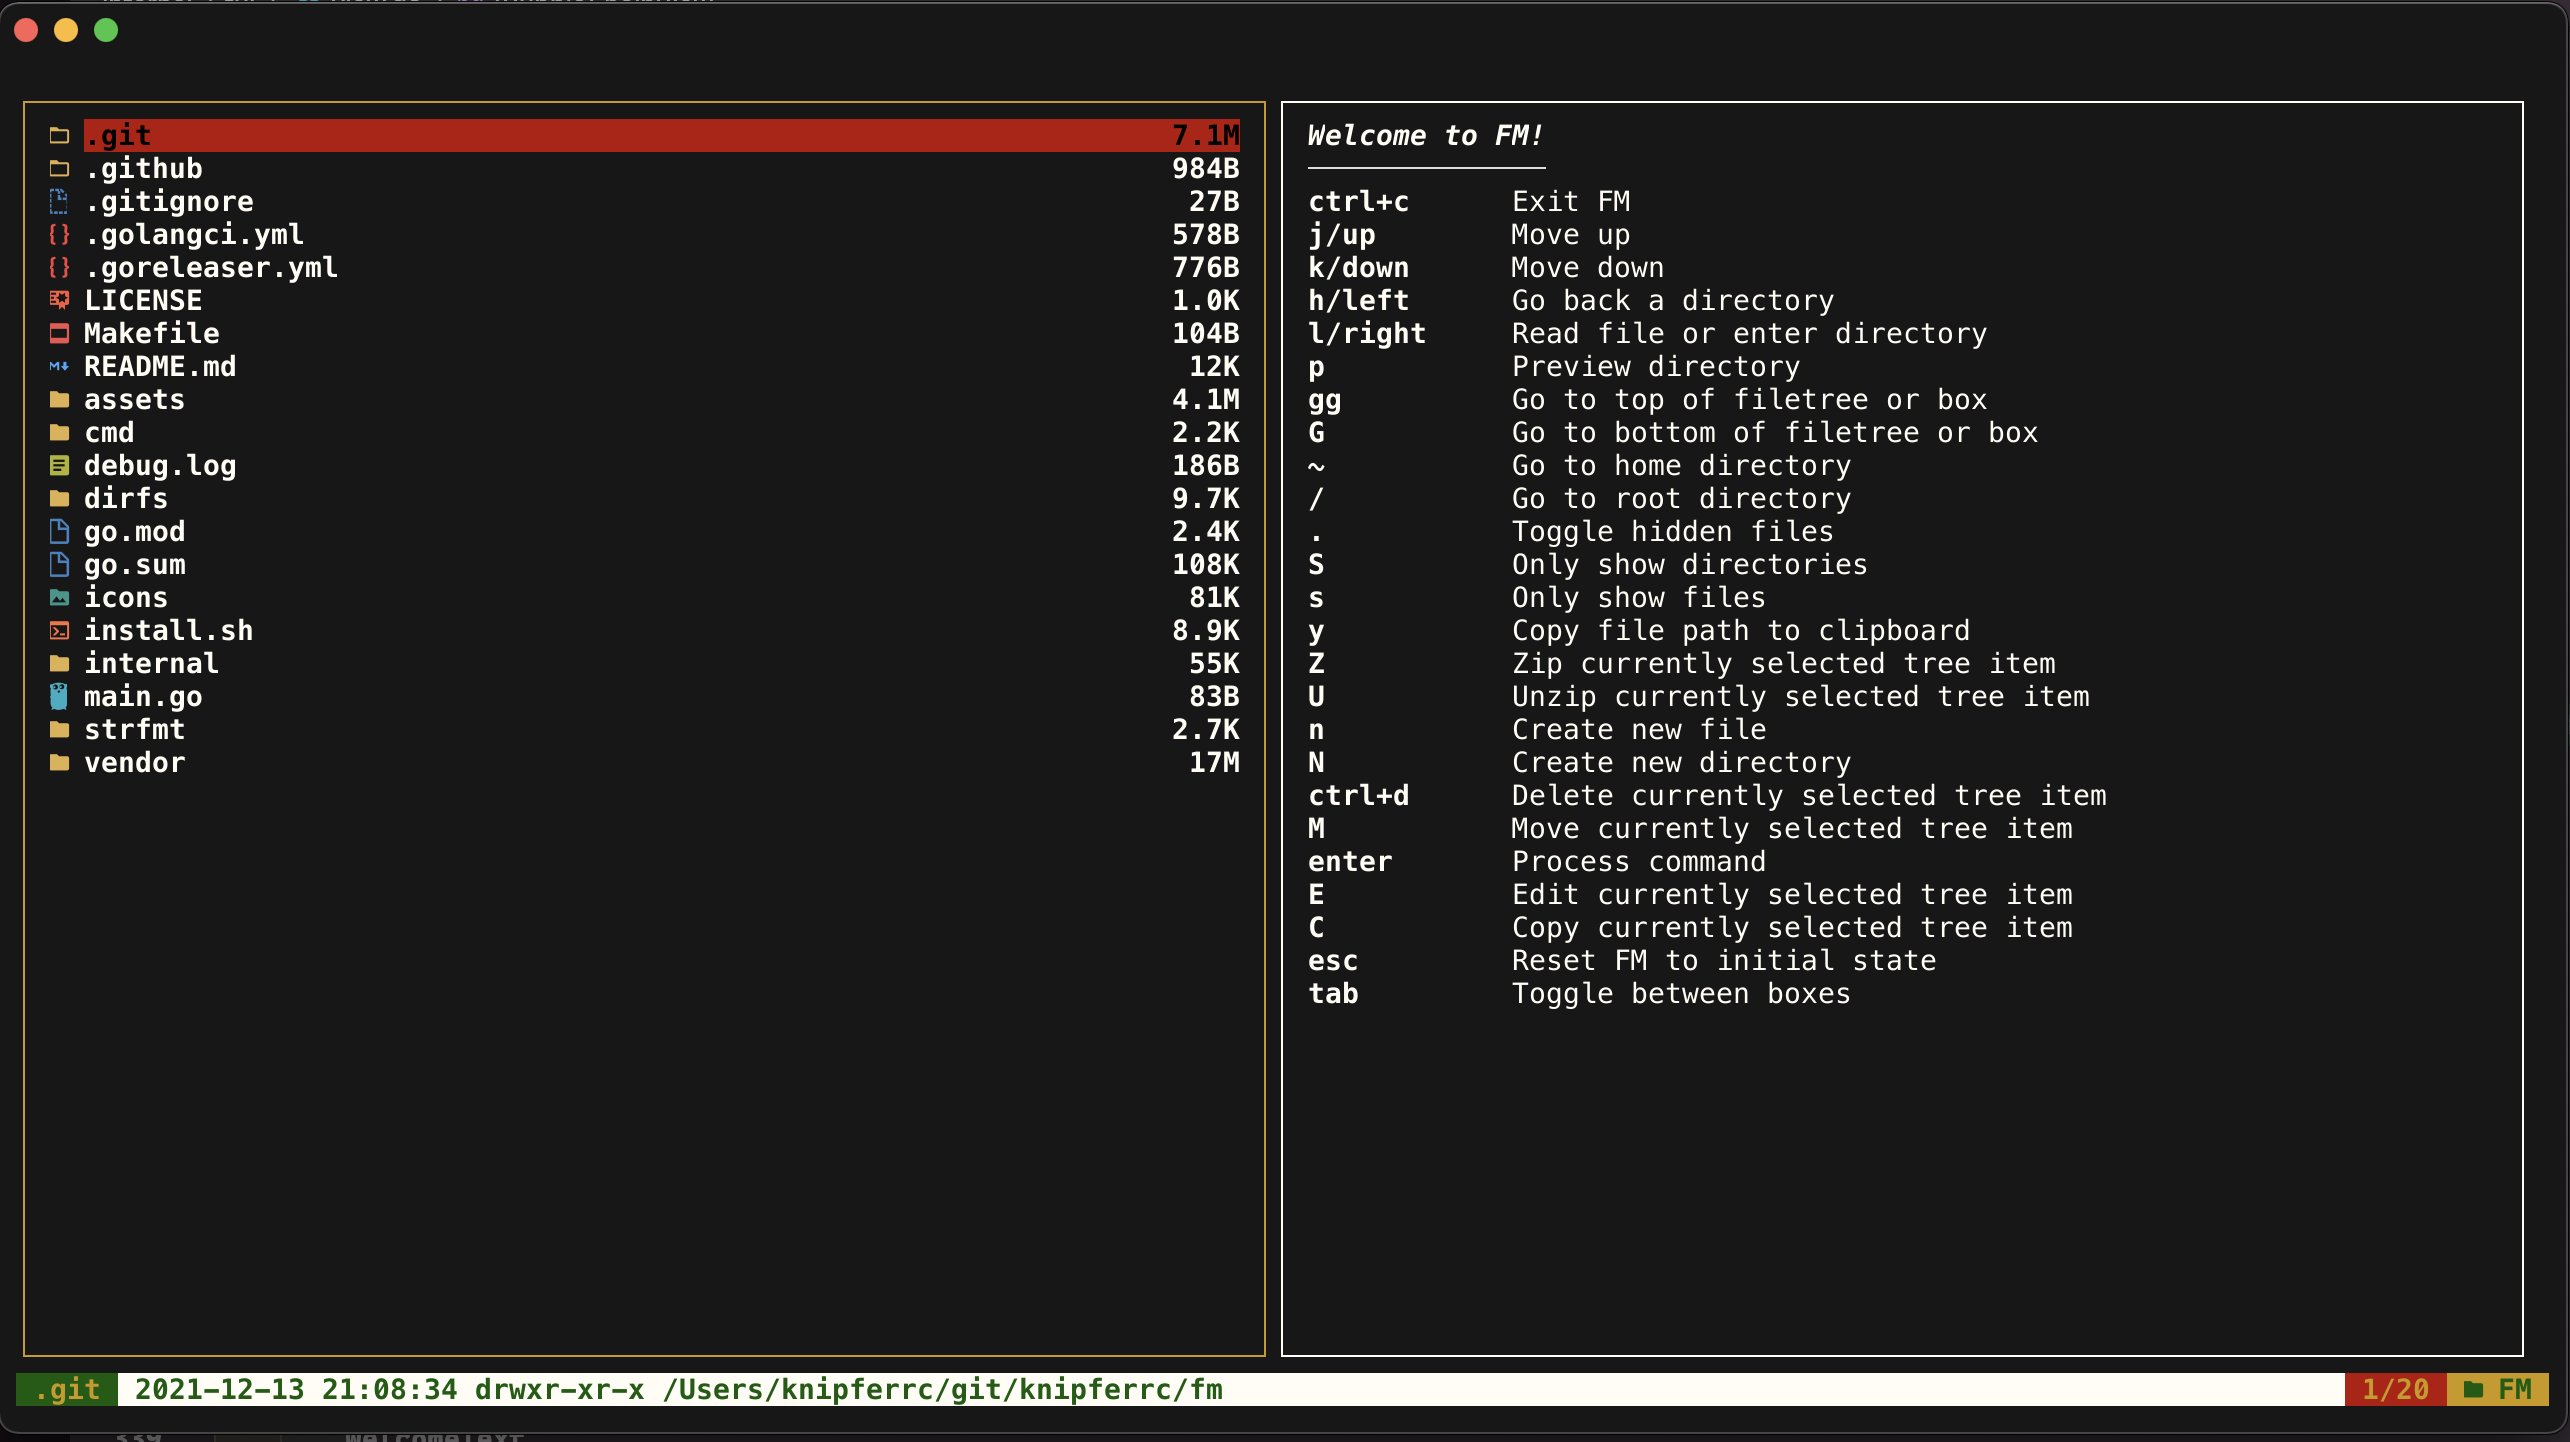 .git 7.1M
.github 984B
.gitignore 27B
.golangci.yml 578B
.goreleaser.yml 776B
LICENSE 1.0K
Makefile 104B
README.md 12K
assets 4.1M
cmd 2.2K
debug.log 186B
dirfs 9.7K
go.mod 2.4K
go.sum 108K
icons 81K
install.sh 8.9K
internal 55K
main.go 83B
strfmt 2.7K
vendor 17M
Welcome to FM!
ctrl+c Exit FM
j/up Move up
k/down Move down
h/left Go back a directory
l/right Read file or enter directory
p Preview directory
gg Go to top of filetree or box
G Go to bottom of filetree or box
~ Go to home directory
/ Go to root directory
. Toggle hidden files
S Only show directories
s Only show files
y Copy file path to clipboard
Z Zip currently selected tree item
U Unzip currently selected tree item
n Create new file
N Create new directory
ctrl+d Delete currently selected tree item
M Move currently selected tree item
enter Process command
E Edit currently selected tree item
C Copy currently selected tree item
esc Reset FM to initial state
tab Toggle between boxes
.git 2021-12-13 21:08:34 drwxr-xr-x /Users/knipferrc/git/knipferrc/fm 1/20 FM